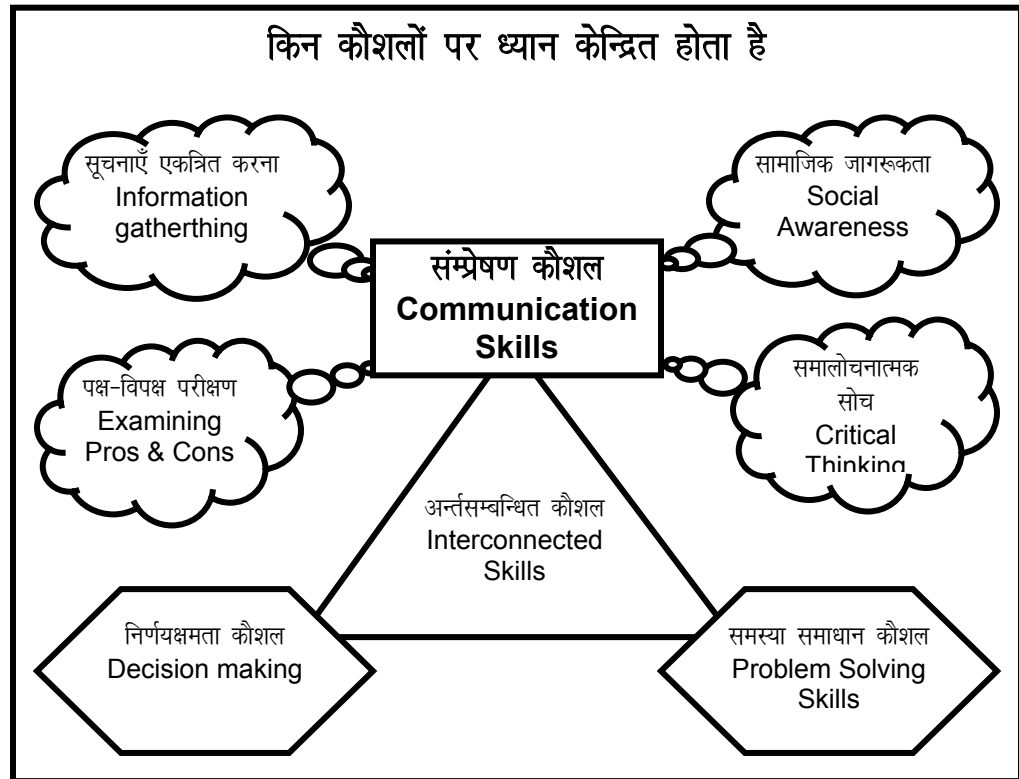 किन कौशलों पर ध्यान केन्द्रित होता है
सूचनाएँ एकत्रित करना
Information
gatherthing
सामाजिक जागरूकता
Social
Awareness
संम्प्रेषण कौशल
Communication
Skills
पक्ष-विपक्ष परीक्षण
Examining
Pros & Cons
समालोचनात्मक
सोच
Critical
Thinking
अर्न्तसम्बन्धित कौशल
Interconnected
Skills
निर्णयक्षमता कौशल
Decision making
समस्या समाधान कौशल
Problem Solving
Skills